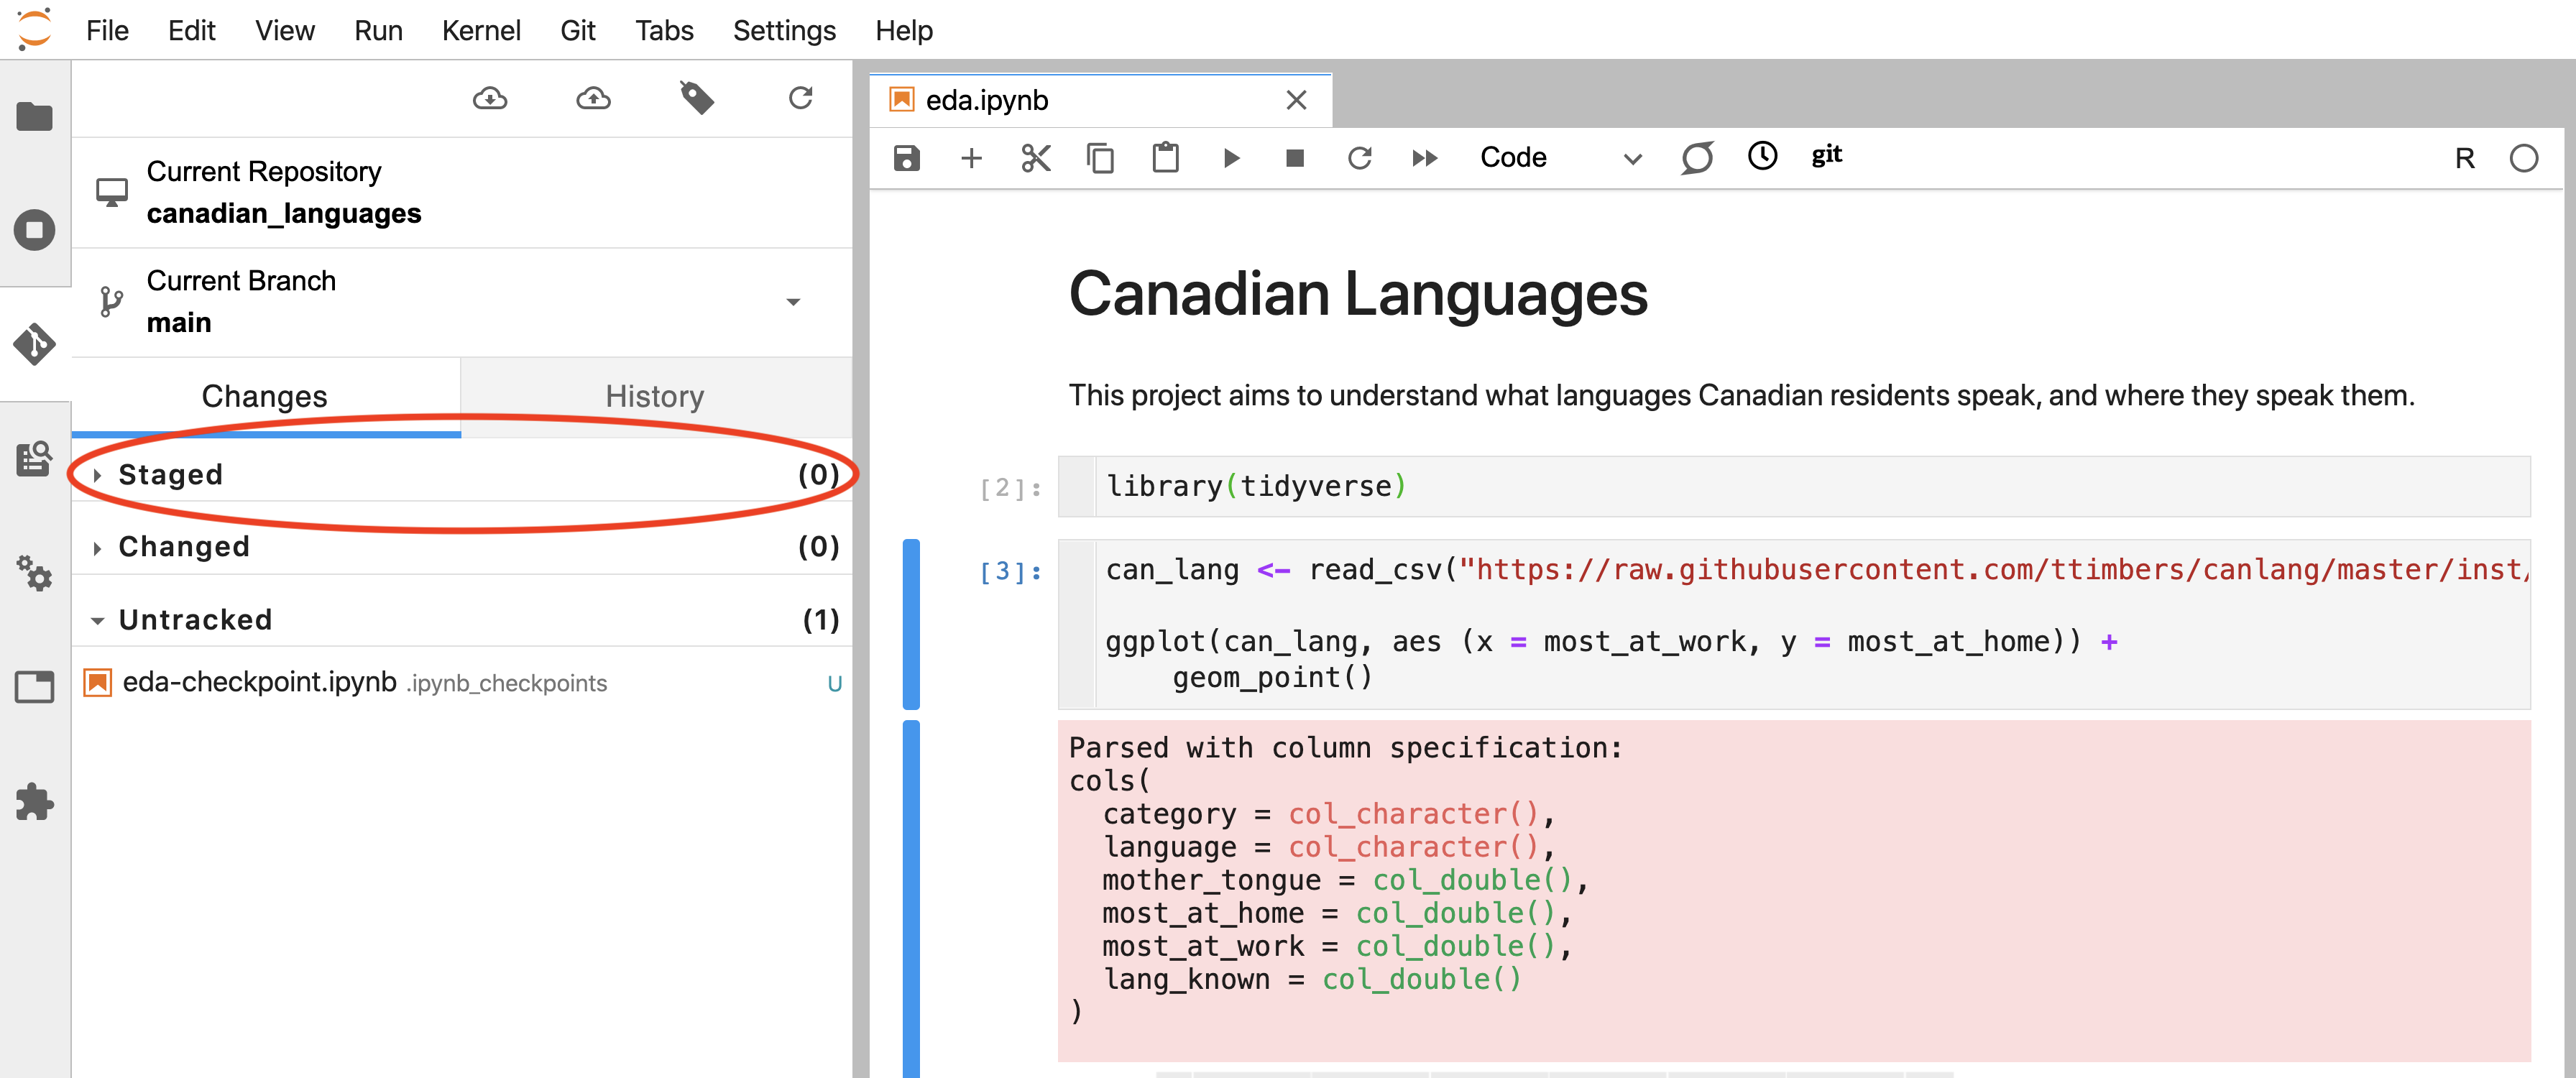 File Edit View Run Kernel Git Tabs Settings Help
Current Repository
canadian_languages
Current Branch
main
Changes History
Staged (0)
Changed (0)
Untracked (1)
eda-checkpoint.ipynb .ipynb_checkpoints U
eda.ipynb
Code git R
Canadian Languages
This project aims to understand what languages Canadian residents speak, and where they speak them.
[2]: library(tidyverse)
[3]: can_lang <- read_csv("https://raw.githubusercontent.com/ttimbers/canlang/master/inst/
ggplot(can_lang, aes (x = most_at_work, y = most_at_home)) +
geom_point()
Parsed with column specification:
cols(
category = col_character(),
language = col_character(),
mother_tongue = col_double(),
most_at_home = col_double(),
most_at_work = col_double(),
lang_known = col_double()
)